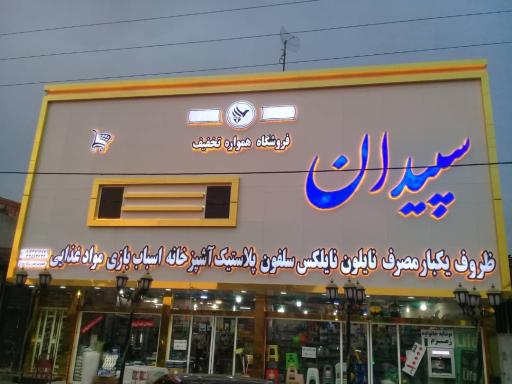 فروشگاه همواره تخفیف
سپیدان
ظروف یکبار مصرف نایلون نایلکس سلفون پلاستیک آشپزخانه اسباب بازی مواد غذایی